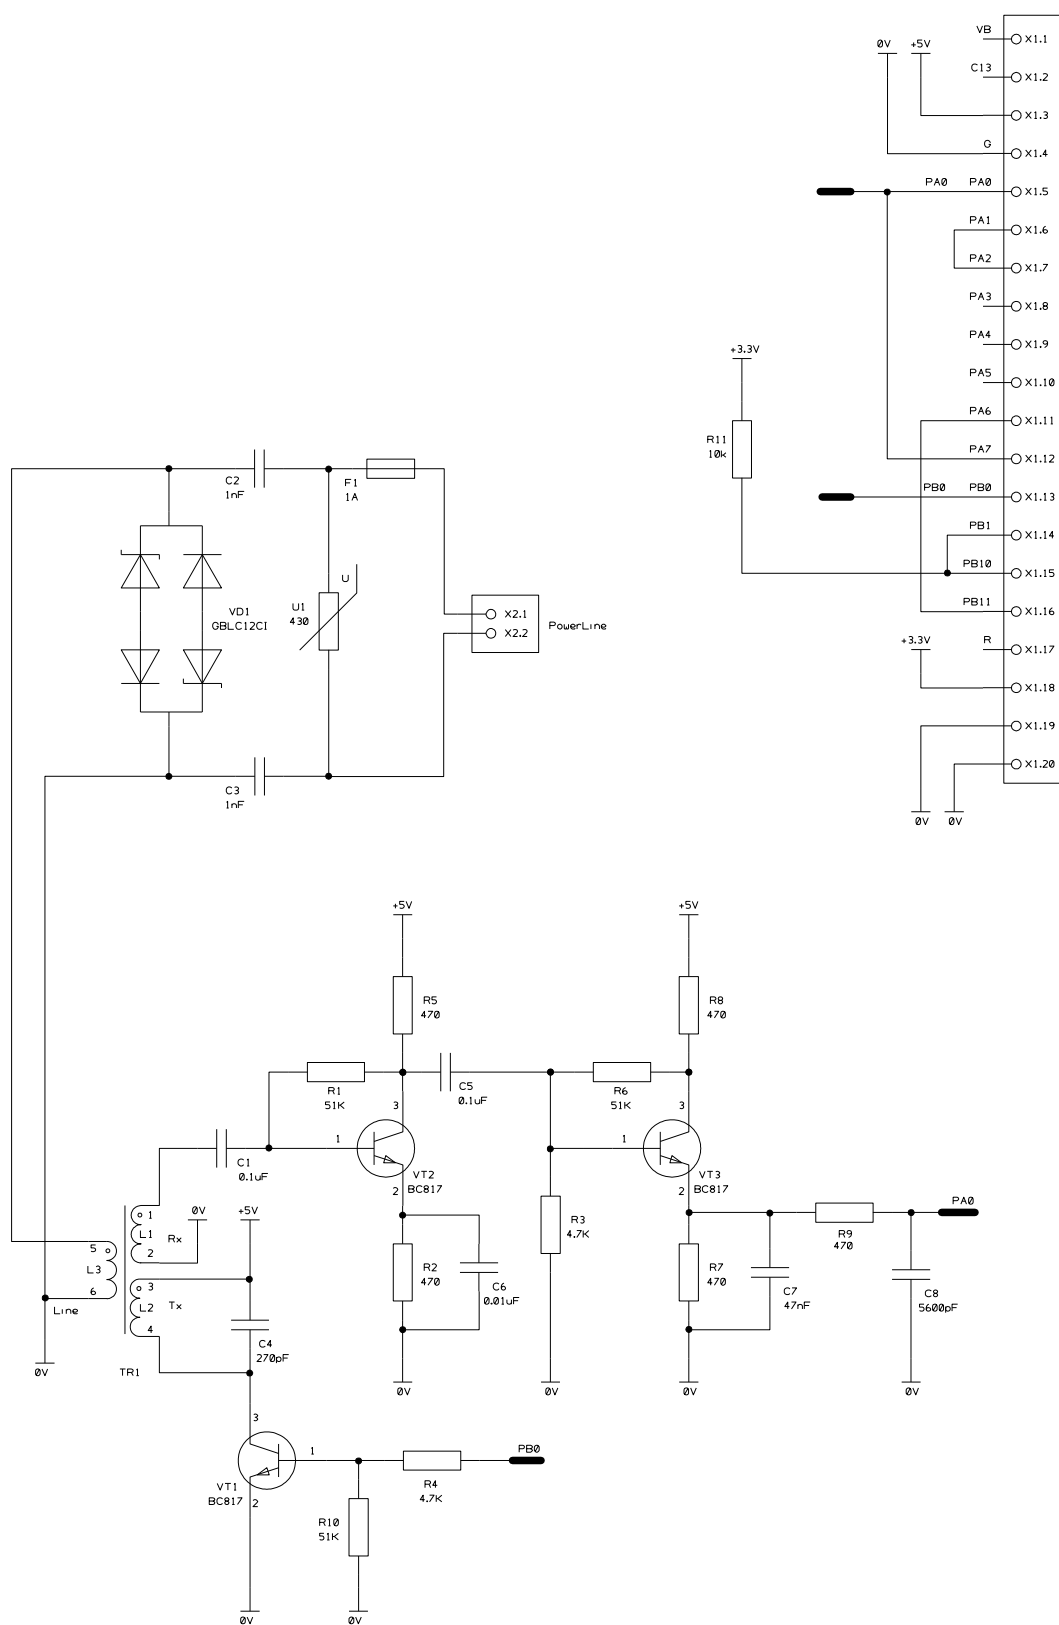 VB X1.1
0V +5V
C13 X1.2
X1.3
G X1.4
PA0 PA0 X1.5
PA1 X1.6
PA2 X1.7
PA3 X1.8
PA4 X1.9
+3.3V
PA5 X1.10
PA6 X1.11
R11
10k
PA7 X1.12
C2
1nF
F1
1A
PB0 PB0 X1.13
PB1 X1.14
PB10 X1.15
U
U1
430
VD1
GBLC12CI
X2.1
X2.2
PowerLine
PB11 X1.16
+3.3V
R X1.17
X1.18
X1.19
X1.20
C3
1nF
0V 0V
+5V
+5V
R5
470
R8
470
R1
51K
C5
0.1uF
R6
51K
3
3
1
1
C1
0.1uF
VT2
BC817
VT3
BC817
2
2
PA0
1
L1
2
Rx
0V
+5V
R3
4.7K
R9
470
5
L3
6
Line
3
L2
4
Tx
R2
470
C6
0.01uF
R7
470
C7
47nF
C8
5600pF
C4
270pF
TR1
0V
0V
0V
0V
0V
3
1
PB0
VT1
BC817
2
R4
4.7K
R10
51K
0V
0V